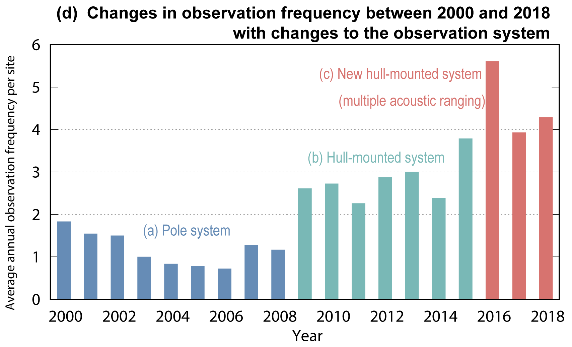 (d) Changes in observation frequency between 2000 and 2018
with changes to the observation system
Average annual observation frequency per site
6
5
4
3
2
1
0
(c) New hull-mounted system
(multiple acoustic ranging)
(b) Hull-mounted system
(a) Pole system
2000 2002 2004 2006 2008 2010 2012 2014 2016 2018
Year